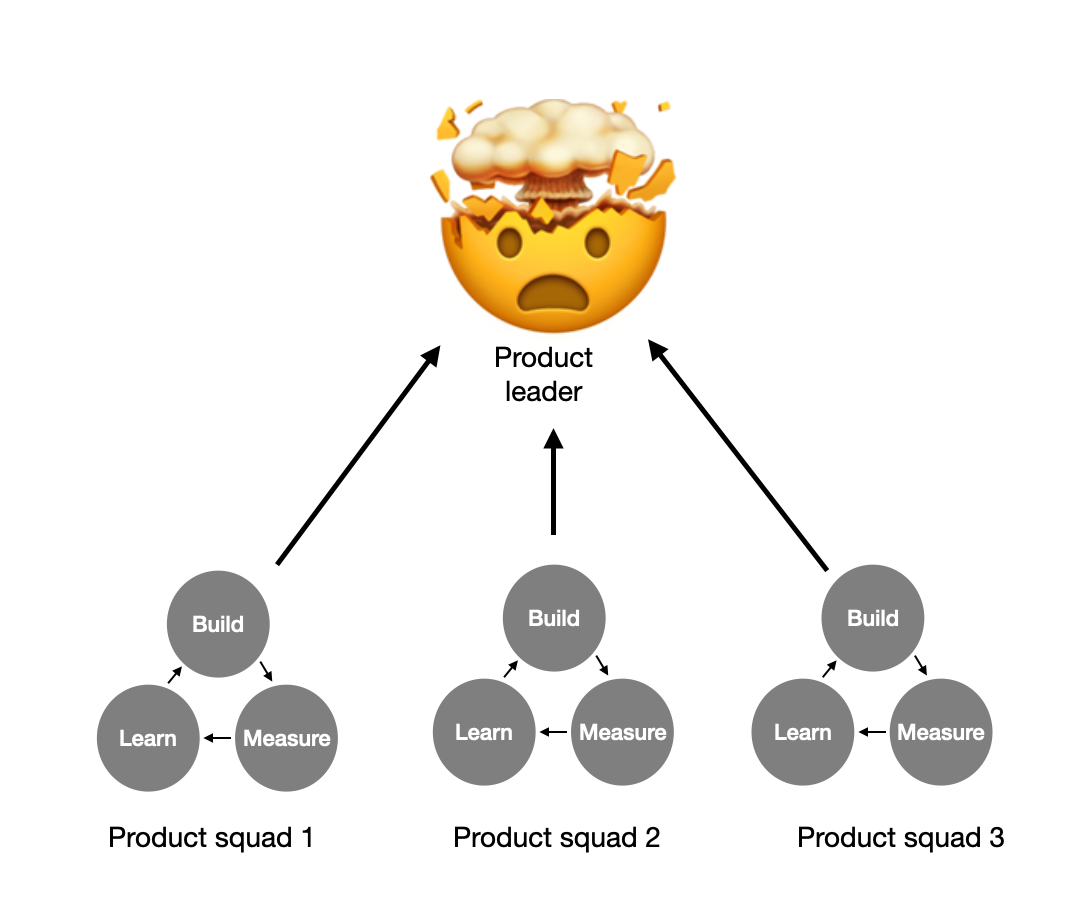 Product
leader
Build
Learn
Measure
Product squad 1
Build
Learn
Measure
Product squad 2
Build
Learn
Measure
Product squad 3